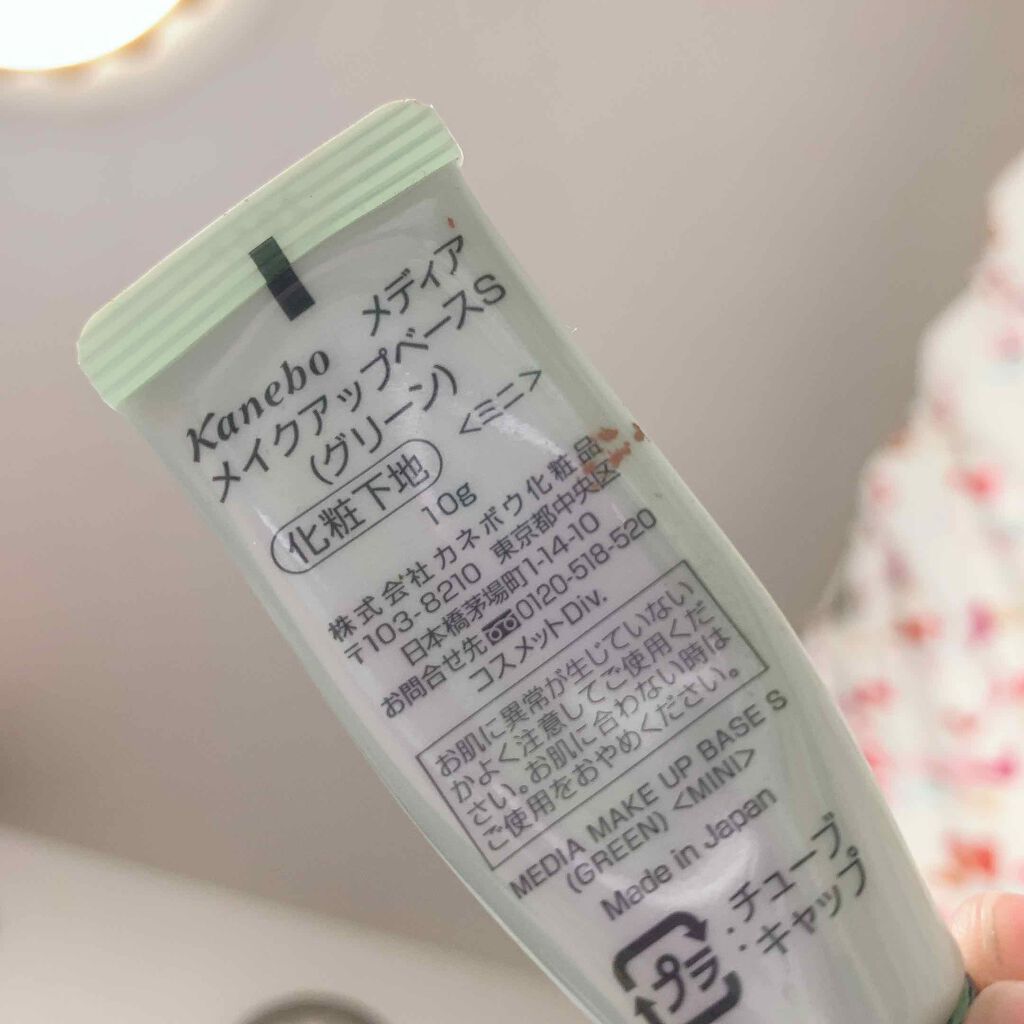 Kanebo メディア
メイクアップベースS
(グリーン) <ミニ>
化粧下地 10g
株式会社カネボウ化粧品
〒103-8210 東京都中央区
日本橋茅場町1-14-10
お問合せ先 0120-518-520
コスメットDiv.
お肌に異常が生じていない
かよく注意してご使用くだ
さい。お肌に合わない時は
ご使用をおやめください。
MEDIA MAKE UP BASE S
(GREEN) <MINI>
Made in Japan
プラ :チューブ
:キャップ